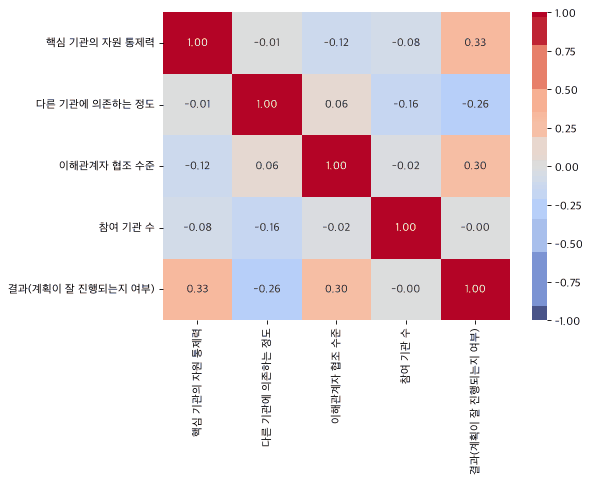 핵심 기관의 자원 통제력 1.00 -0.01 -0.12 -0.08 0.33
다른 기관에 의존하는 정도 -0.01 1.00 0.06 -0.16 -0.26
이해관계자 협조 수준 -0.12 0.06 1.00 -0.02 0.30
참여 기관 수 -0.08 -0.16 -0.02 1.00 -0.00
결과(계획이 잘 진행되는지 여부) 0.33 -0.26 0.30 -0.00 1.00
핵심 기관의 자원 통제력
다른 기관에 의존하는 정도
이해관계자 협조 수준
참여 기관 수
결과(계획이 잘 진행되는지 여부)
1.00
0.75
0.50
0.25
0.00
-0.25
-0.50
-0.75
-1.00